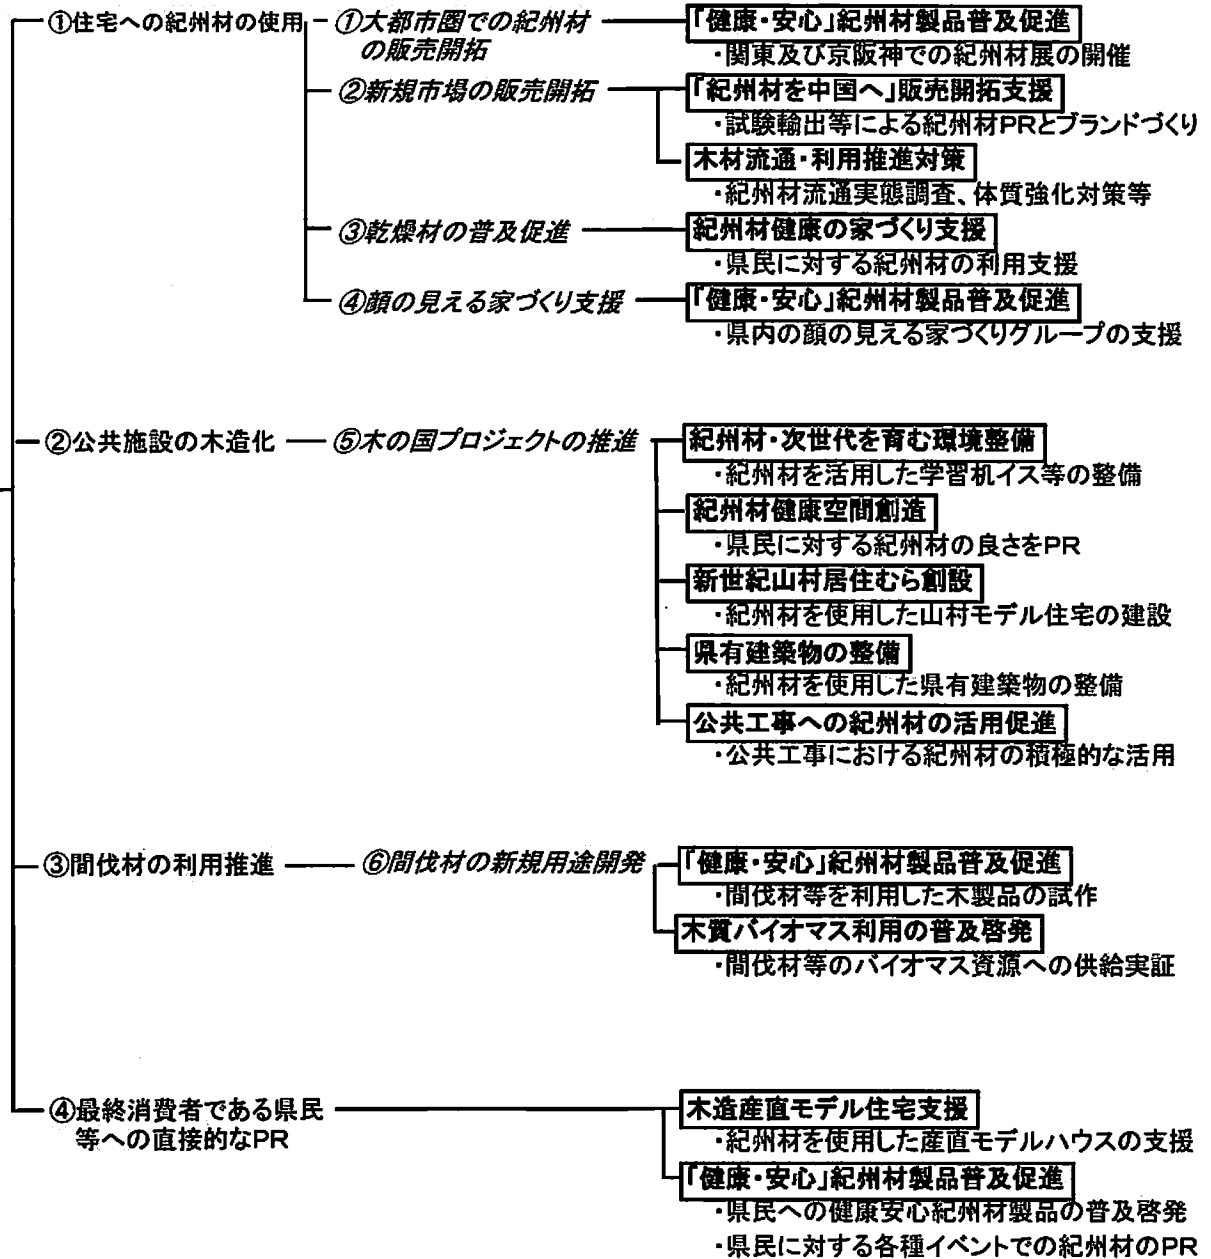 ①住宅への紀州材の使用
①大都市圏での紀州材
の販売開拓
「健康・安心」紀州材製品普及促進
・関東及び京阪神での紀州材展の開催
②新規市場の販売開拓
「紀州材を中国へ」販売開拓支援
・試験輸出等による紀州材PRとブランドづくり
木材流通・利用推進対策
・紀州材流通実態調査、体質強化対策等
③乾燥材の普及促進
紀州材健康の家づくり支援
・県民に対する紀州材の利用支援
④顔の見える家づくり支援
「健康・安心」紀州材製品普及促進
・県内の顔の見える家づくりグループの支援
②公共施設の木造化
⑤木の国プロジェクトの推進
紀州材・次世代を育む環境整備
・紀州材を活用した学習机イス等の整備
紀州材健康空間創造
・県民に対する紀州材の良さをPR
新世紀山村居住むら創設
・紀州材を使用した山村モデル住宅の建設
県有建築物の整備
・紀州材を使用した県有建築物の整備
公共工事への紀州材の活用促進
・公共工事における紀州材の積極的な活用
③間伐材の利用推進
⑥間伐材の新規用途開発
「健康・安心」紀州材製品普及促進
・間伐材等を利用した木製品の試作
木質バイオマス利用の普及啓発
・間伐材等のバイオマス資源への供給実証
④最終消費者である県民
等への直接的なPR
木造産直モデル住宅支援
・紀州材を使用した産直モデルハウスの支援
「健康・安心」紀州材製品普及促進
・県民への健康安心紀州材製品の普及啓発
・県民に対する各種イベントでの紀州材のPR